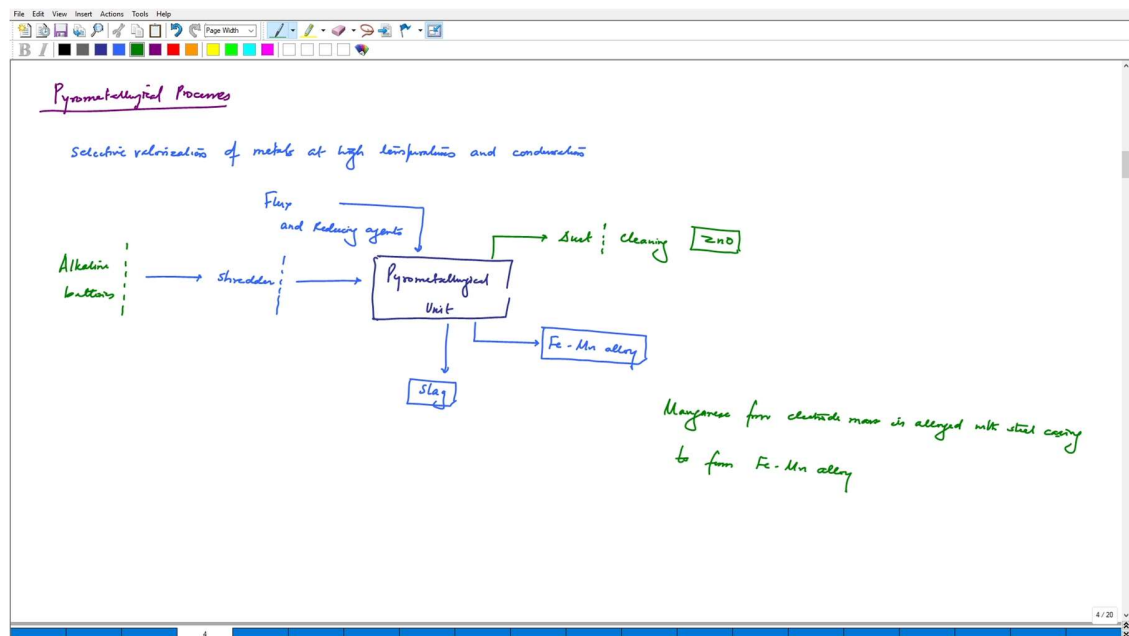 File Edit View Insert Actions Tools Help
Page Width
B I
Pyrometallurgical Processes
Selective valorization of metals at high temperatures and condensation
Flux
and Reducing agents
Dust Cleaning ZnO
Alkaline
batteries
Shredder
Pyrometallurgical
Unit
Fe-Mn alloy
Slag
Manganese from electrode mass is alloyed with steel casing
to form Fe-Mn alloy
4 / 20
4